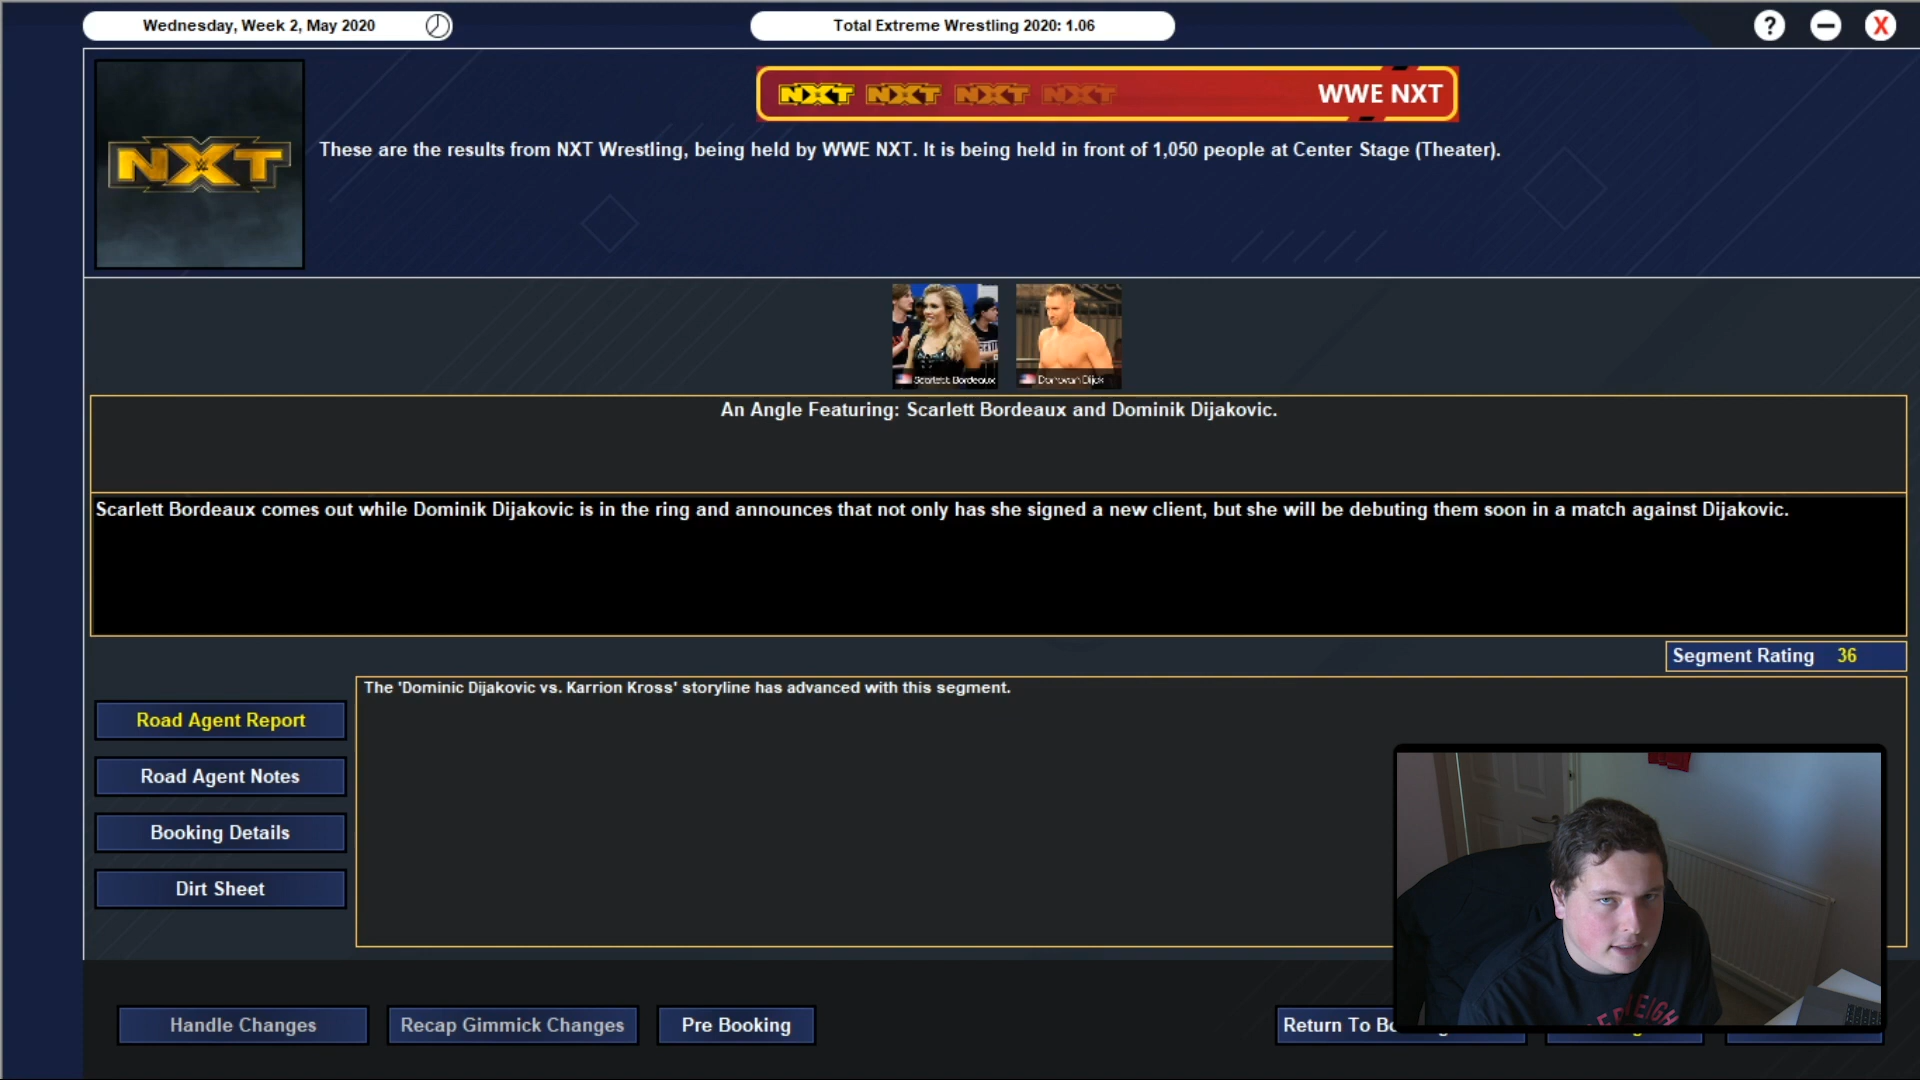 Wednesday, Week 2, May 2020
Total Extreme Wrestling 2020: 1.06
?
X
NXT NXT NXT NXT
WWE NXT
NXT
These are the results from NXT Wrestling, being held by WWE NXT. It is being held in front of 1,050 people at Center Stage (Theater).
Scarlett Bordeaux
Donovan Dijak
An Angle Featuring: Scarlett Bordeaux and Dominik Dijakovic.
Scarlett Bordeaux comes out while Dominik Dijakovic is in the ring and announces that not only has she signed a new client, but she will be debuting them soon in a match against Dijakovic.
Segment Rating 36
The 'Dominic Dijakovic vs. Karrion Kross' storyline has advanced with this segment.
Road Agent Report
Road Agent Notes
Booking Details
Dirt Sheet
Handle Changes
Recap Gimmick Changes
Pre Booking
Return To